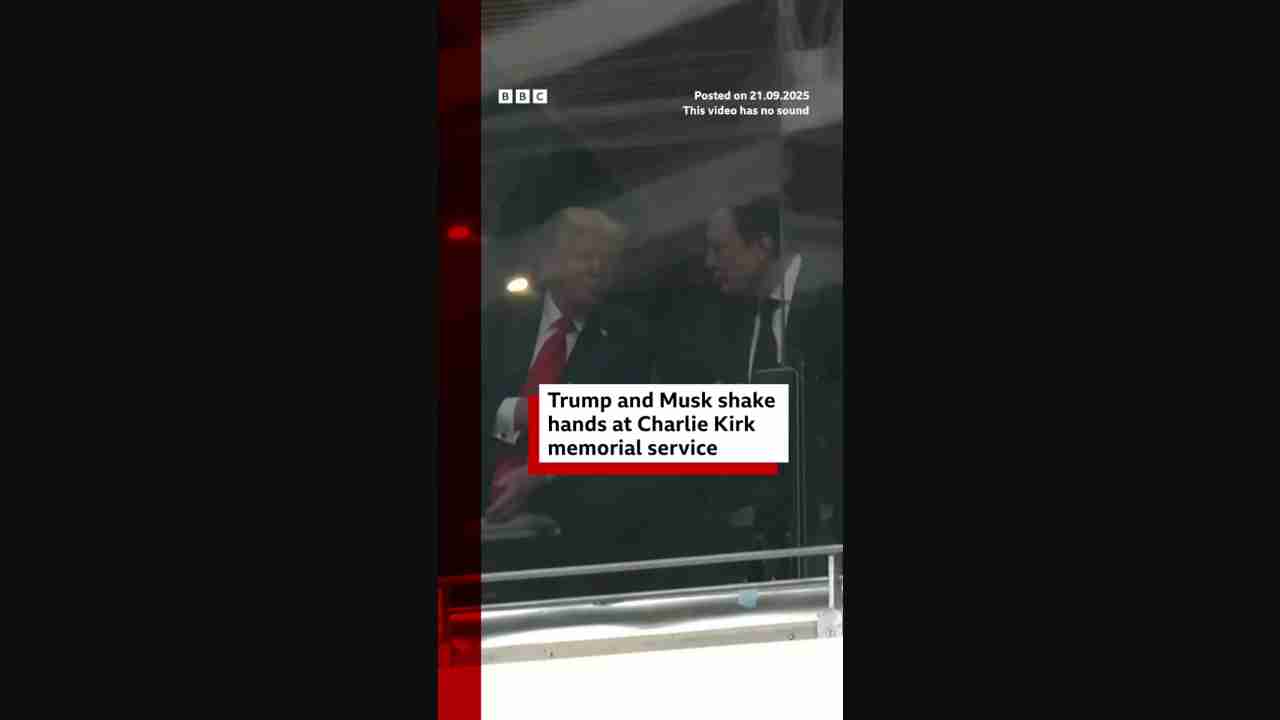 BBC
Posted on 21.09.2025
This video has no sound
Trump and Musk shake
hands at Charlie Kirk
memorial service